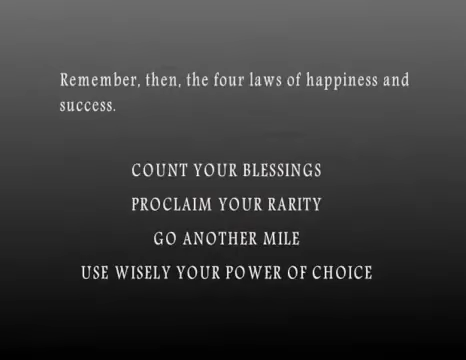 Remember, then, the four laws of happiness and
success.
COUNT YOUR BLESSINGS
PROCLAIM YOUR RARITY
GO ANOTHER MILE
USE WISELY YOUR POWER OF CHOICE